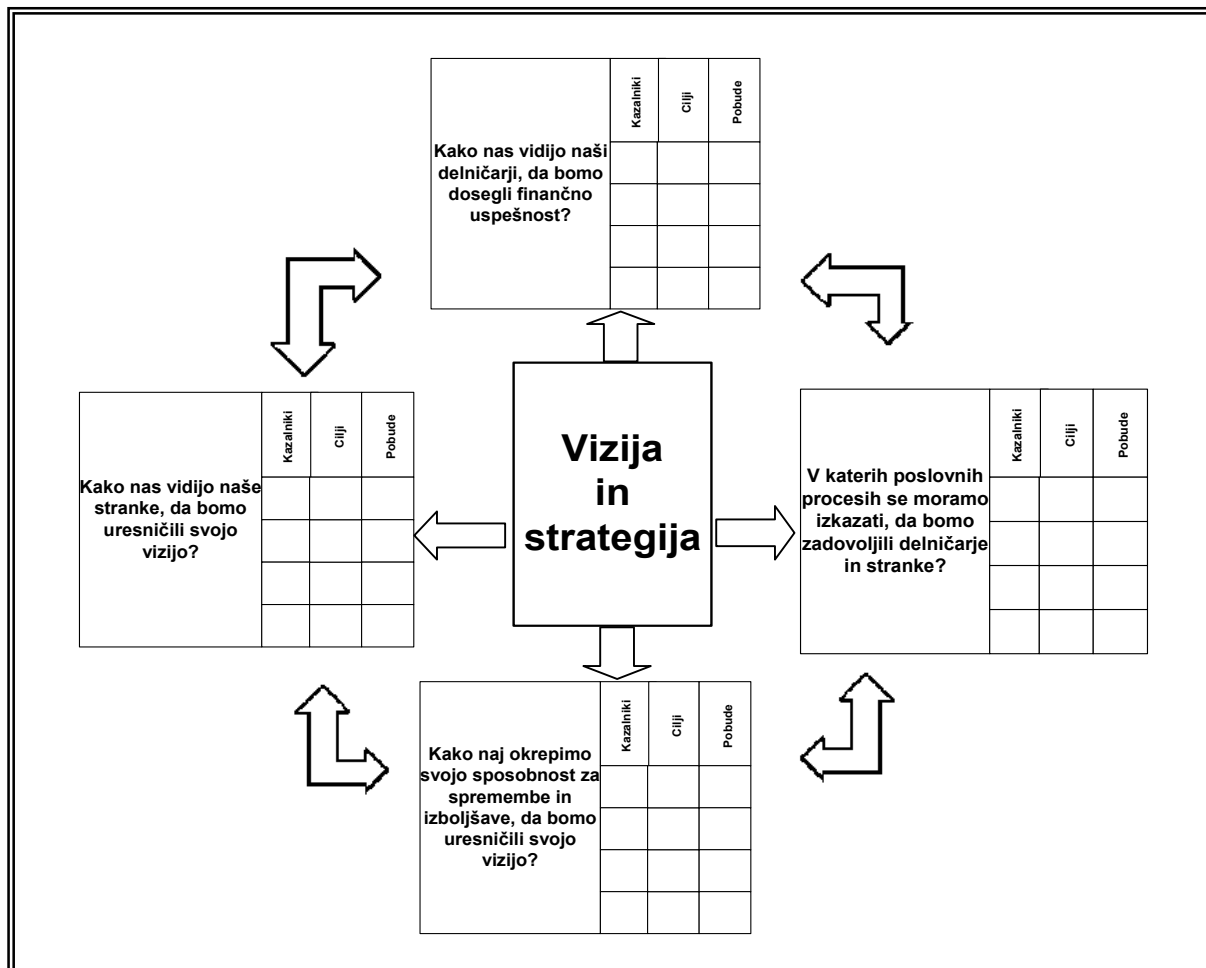 Kako nas vidijo naši
delničarji, da bomo
dosegli finančno
uspešnost?
Kazalniki
Cilji
Pobude
Kako nas vidijo naše
stranke, da bomo
uresničili svojo
vizijo?
Kazalniki
Cilji
Pobude
Vizija
in
strategija
V katerih poslovnih
procesih se moramo
izkazati, da bomo
zadovoljili delničarje
in stranke?
Kazalniki
Cilji
Pobude
Kako naj okrepimo
svojo sposobnost za
spremembe in
izboljšave, da bomo
uresničili svojo
vizijo?
Kazalniki
Cilji
Pobude